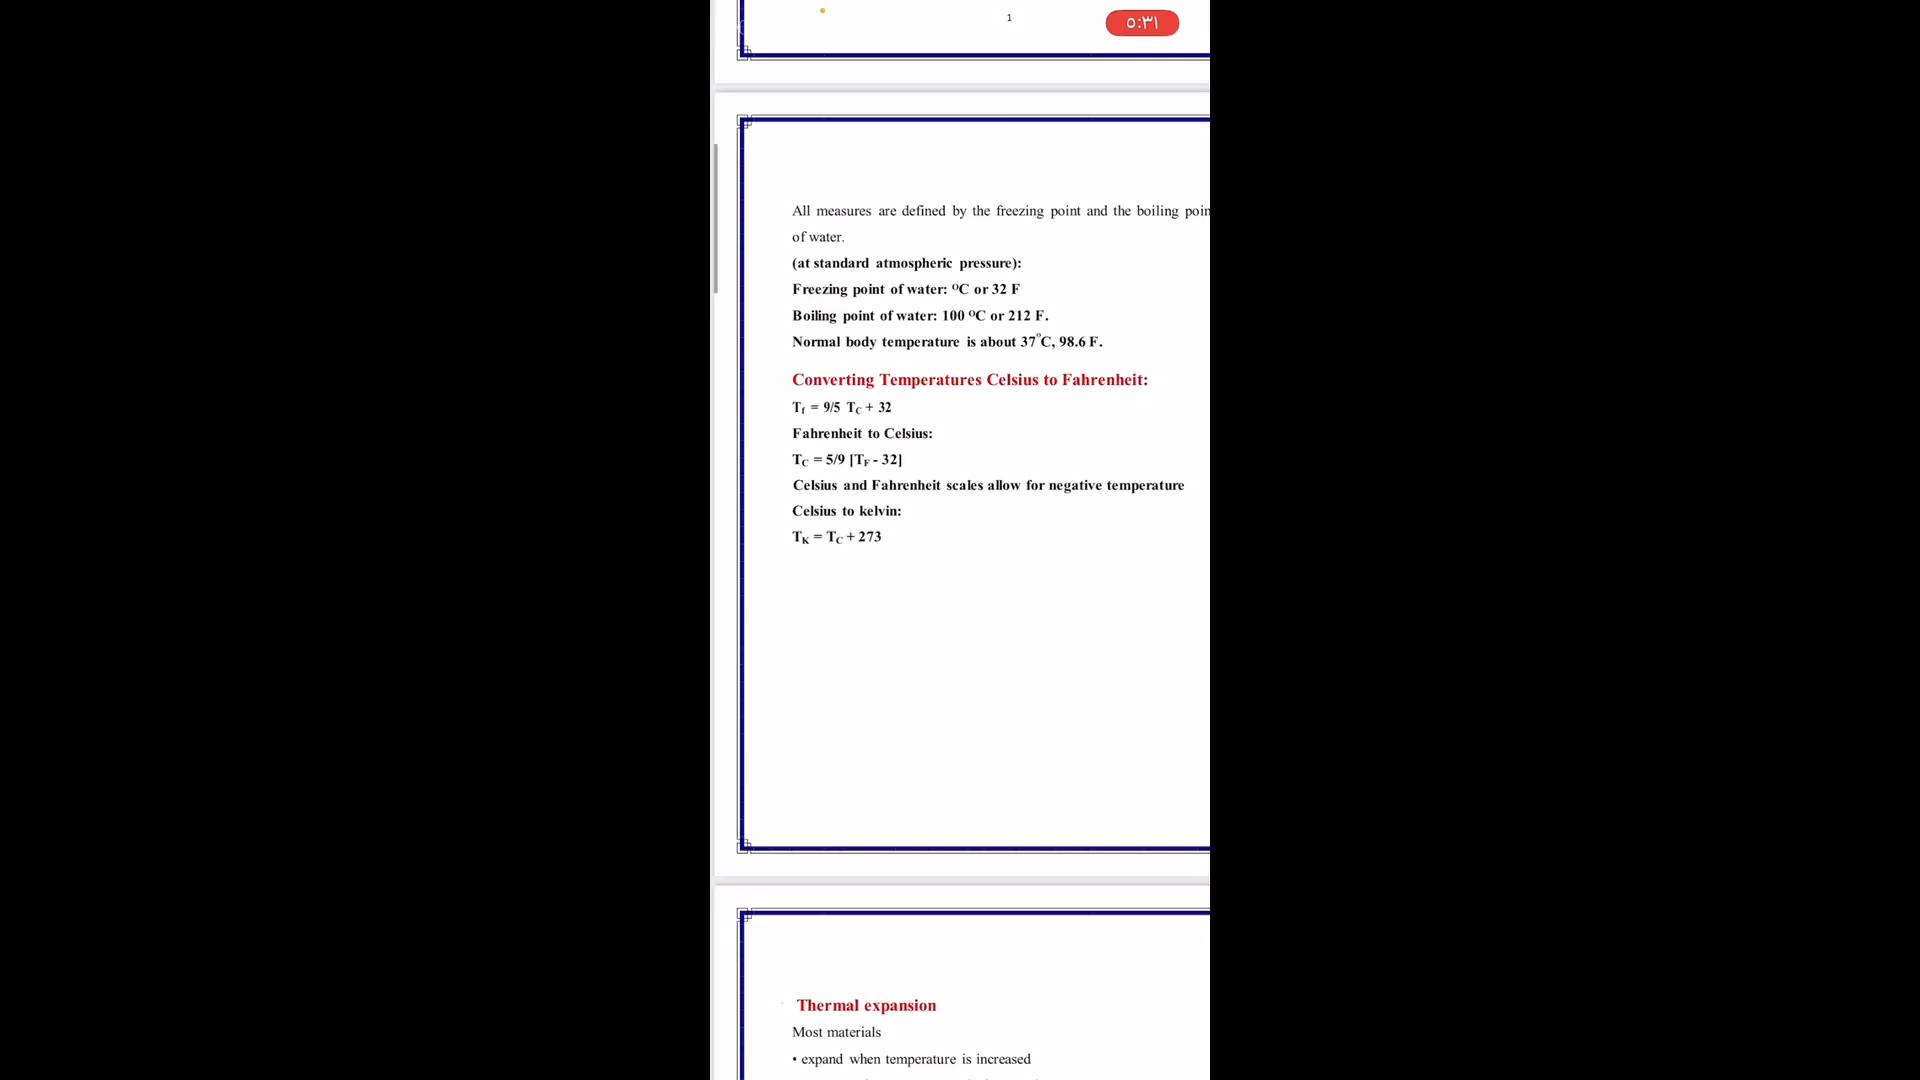 1
٥:٣١
All measures are defined by the freezing point and the boiling poin
of water.
(at standard atmospheric pressure):
Freezing point of water: ᴼC or 32 F
Boiling point of water: 100 ᴼC or 212 F.
Normal body temperature is about 37°C, 98.6 F.
Converting Temperatures Celsius to Fahrenheit:
Tf = 9/5 TC + 32
Fahrenheit to Celsius:
TC = 5/9 [TF - 32]
Celsius and Fahrenheit scales allow for negative temperature
Celsius to kelvin:
TK = TC + 273
Thermal expansion
Most materials
• expand when temperature is increased